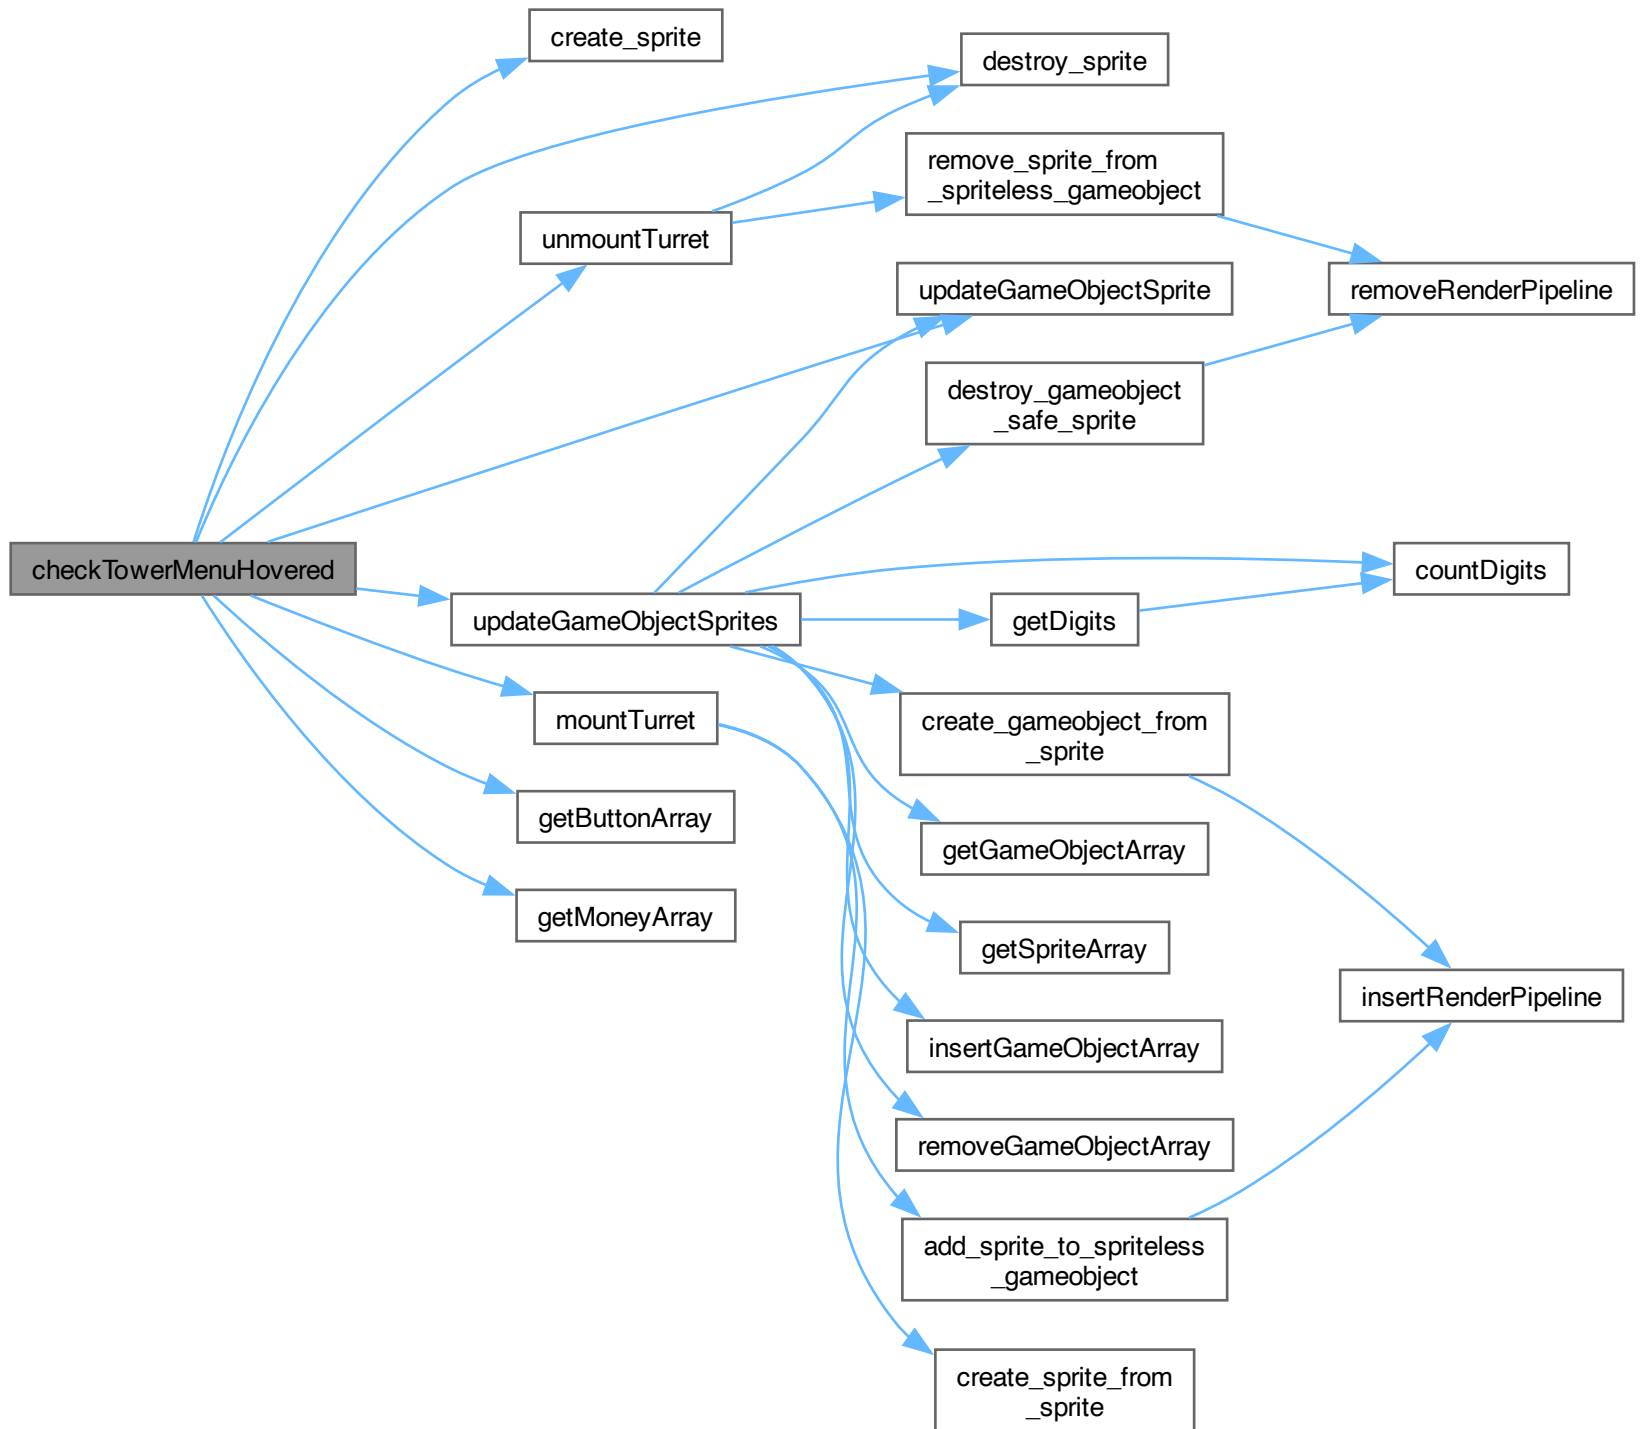 create_sprite
destroy_sprite
remove_sprite_from
_spriteless_gameobject
unmountTurret
updateGameObjectSprite
removeRenderPipeline
destroy_gameobject
_safe_sprite
checkTowerMenuHovered
countDigits
updateGameObjectSprites
getDigits
mountTurret
create_gameobject_from
_sprite
getButtonArray
getGameObjectArray
getMoneyArray
getSpriteArray
insertRenderPipeline
insertGameObjectArray
removeGameObjectArray
add_sprite_to_spriteless
_gameobject
create_sprite_from
_sprite